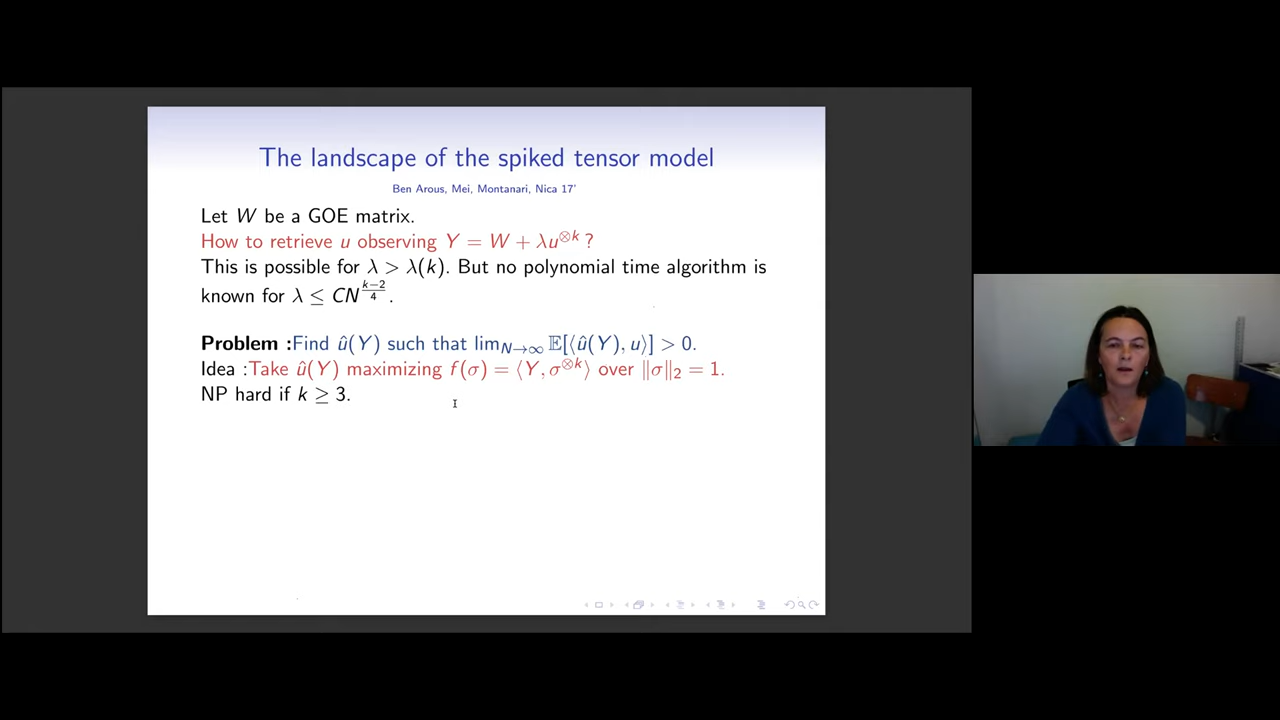 The landscape of the spiked tensor model
Ben Arous, Mei, Montanari, Nica 17'
Let W be a GOE matrix.
How to retrieve u observing Y = W + λu^{⊗k} ?
This is possible for λ > λ(k). But no polynomial time algorithm is
known for λ ≤ CN^{\frac{k−2}{4}}.
Problem :Find û(Y) such that lim_{N→∞} 𝔼[⟨û(Y), u⟩] > 0.
Idea :Take û(Y) maximizing f(σ) = ⟨Y, σ^{⊗k}⟩ over ‖σ‖₂ = 1.
NP hard if k ≥ 3.